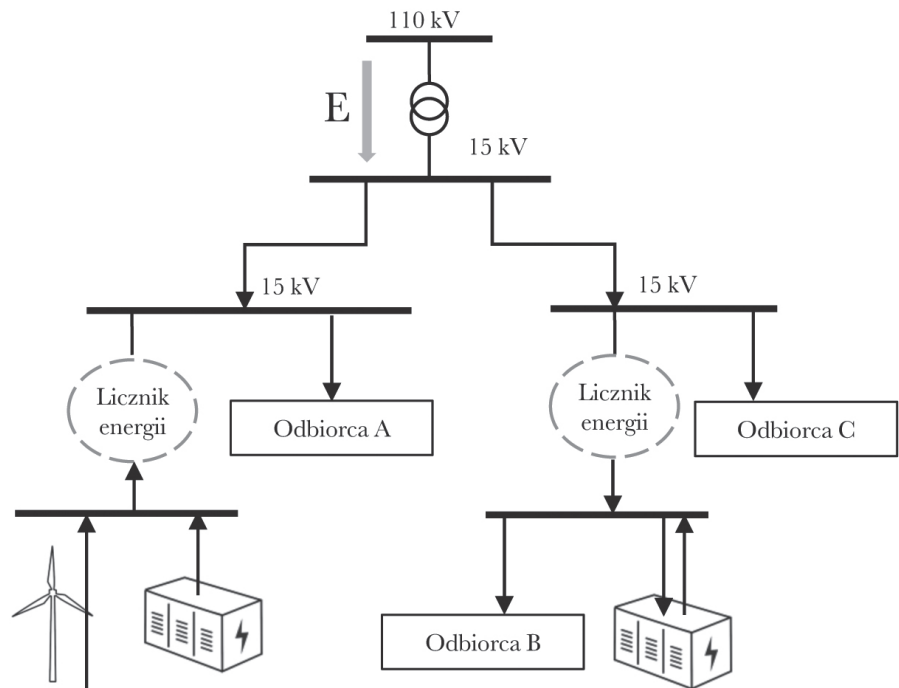 110 kV
E
15 kV
15 kV
15 kV
Licznik
energii
Odbiorca A
Licznik
energii
Odbiorca C
Odbiorca B